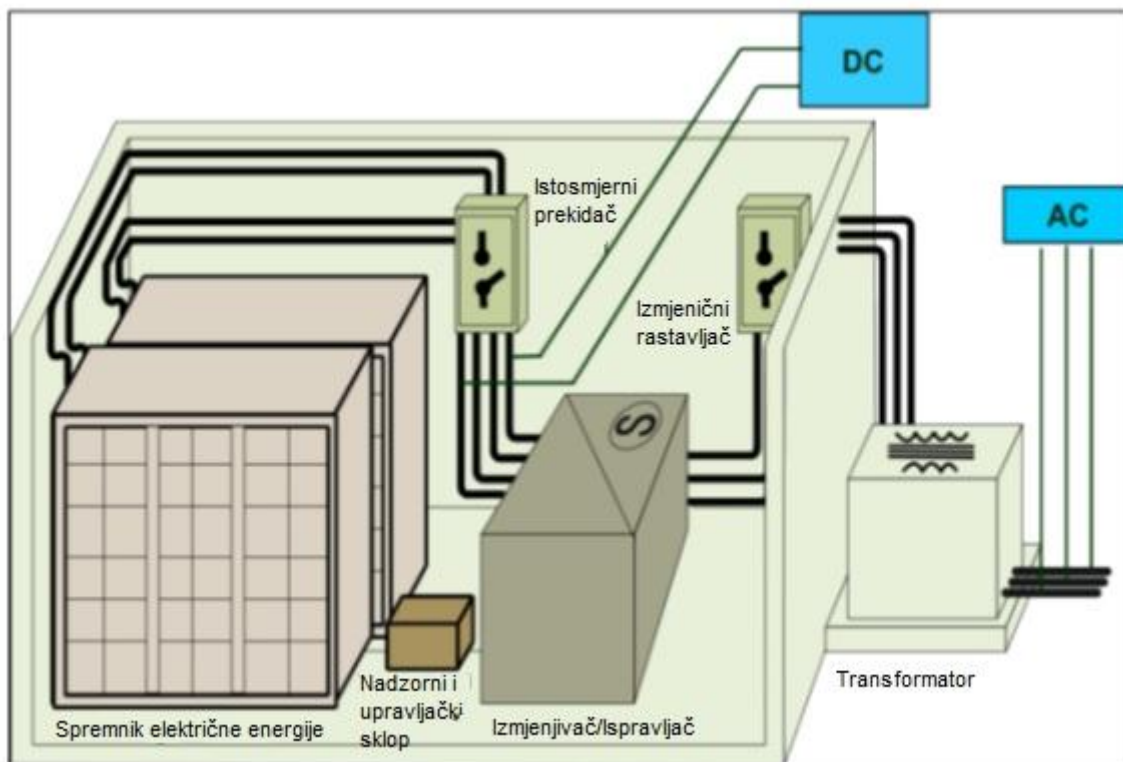 DC
AC
Istosmjerni
prekidač
Izmjenični
rastavljač
S
Transformator
Nadzorni i
upravljački
sklop
Spremnik električne energije
Izmjenjivač/Ispravljač